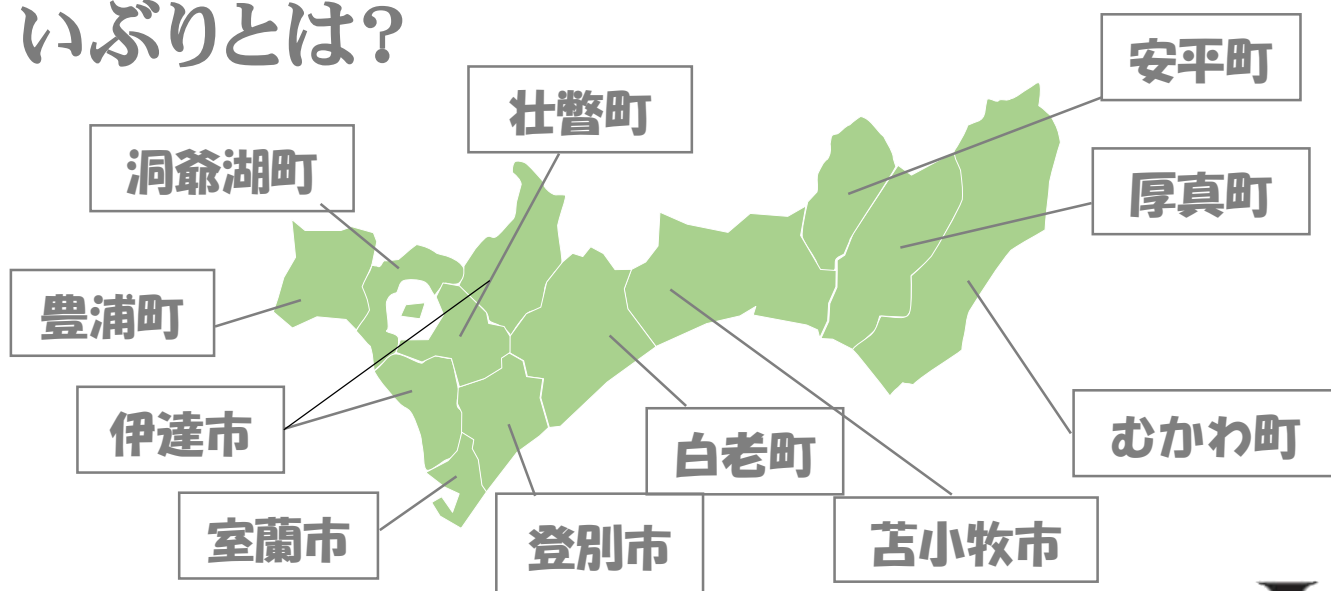 いぶりとは?
安平町
壮瞥町
洞爺湖町
厚真町
豊浦町
伊達市
むかわ町
白老町
室蘭市
登別市
苫小牧市